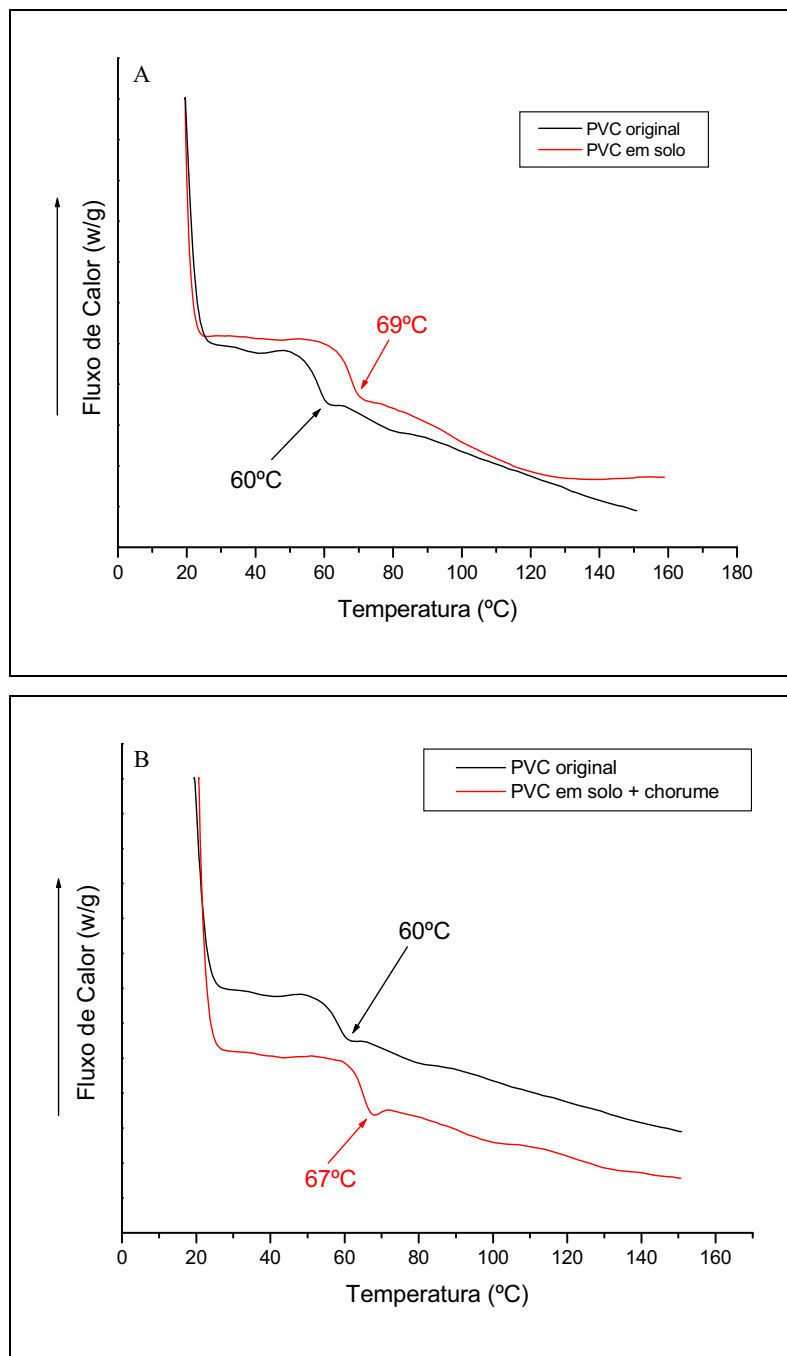 A
PVC original
PVC em solo
Fluxo de Calor (w/g)
69ºC
60ºC
0 20 40 60 80 100 120 140 160 180
Temperatura (ºC)
B
PVC original
PVC em solo + chorume
Fluxo de Calor (w/g)
60ºC
67ºC
0 20 40 60 80 100 120 140 160
Temperatura (ºC)